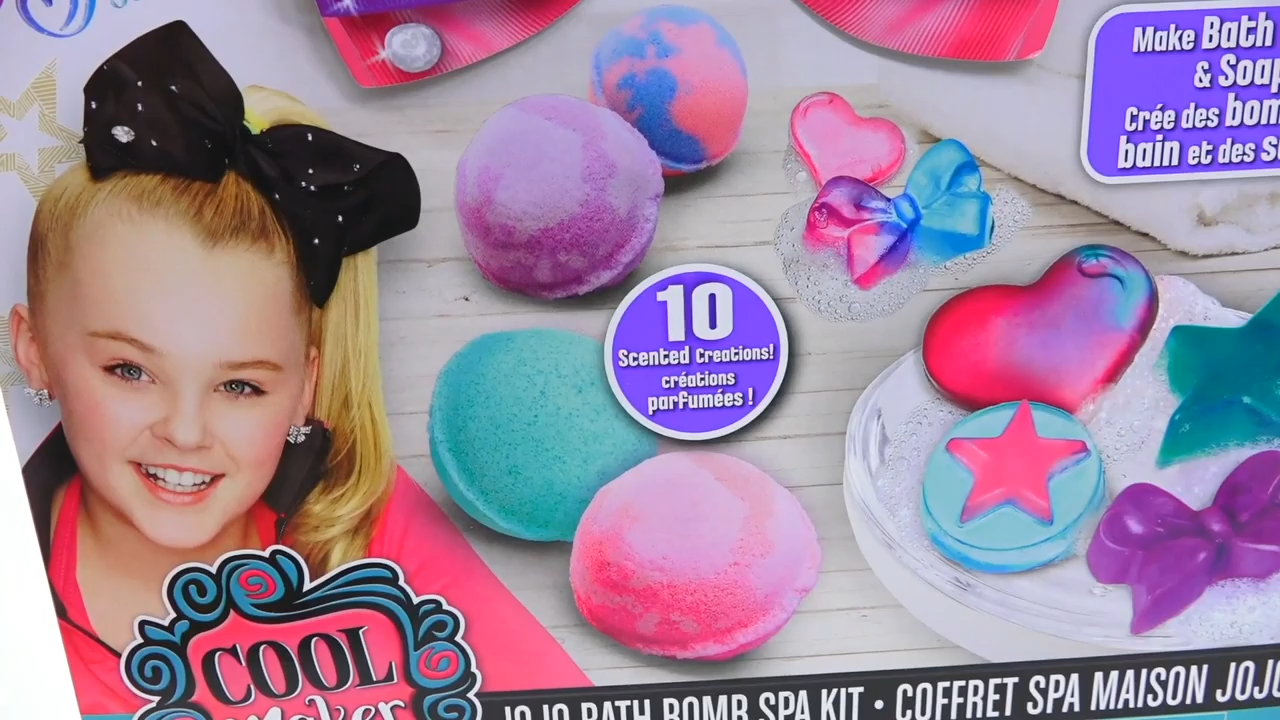 Make Bath
& Soap
Crée des bom
bain et des s
10
Scented Creations!
créations
parfumées !
COOL
Maker
JOJO BATH BOMB SPA KIT • COFFRET SPA MAISON JOJO